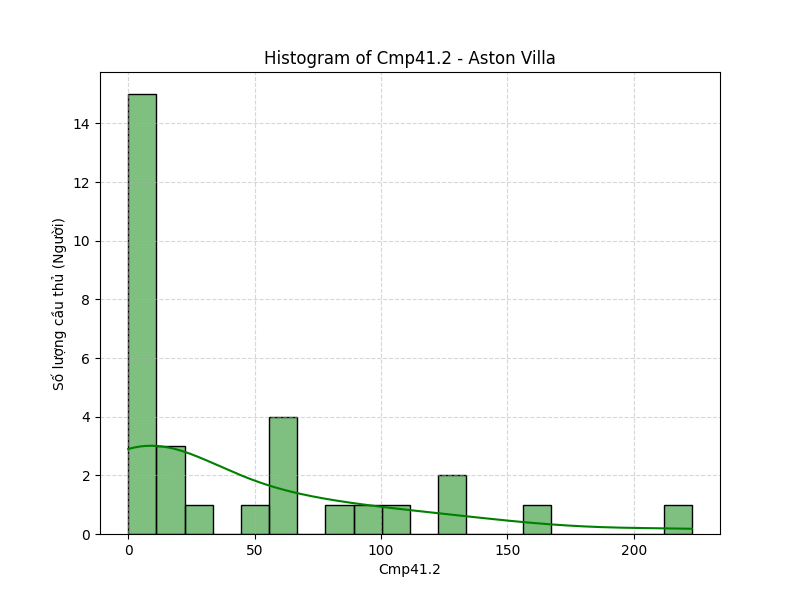 Histogram of Cmp41.2 - Aston Villa
Số lượng cầu thủ (Người)
14
12
10
8
6
4
2
0
0 50 100 150 200
Cmp41.2